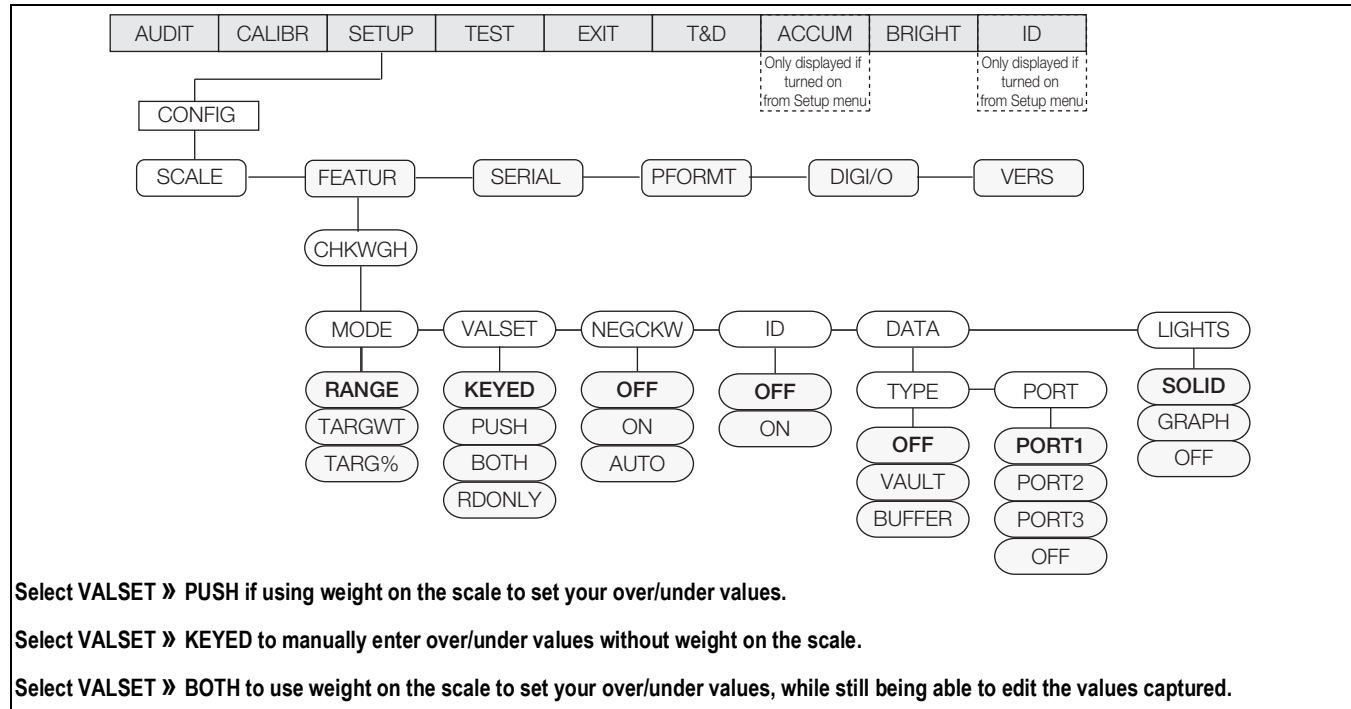 AUDIT CALIBR SETUP TEST EXIT T&D ACCUM BRIGHT ID
Only displayed if
turned on
from Setup menu
Only displayed if
turned on
from Setup menu
CONFIG
SCALE FEATUR SERIAL PFORMT DIGI/O VERS
CHKWGH
MODE VALSET NEGCKW ID DATA LIGHTS
RANGE KEYED OFF OFF TYPE PORT SOLID
TARGWT PUSH ON ON OFF PORT1 GRAPH
TARG% BOTH AUTO VAULT PORT2 OFF
RDONLY BUFFER PORT3
OFF
Select VALSET » PUSH if using weight on the scale to set your over/under values.
Select VALSET » KEYED to manually enter over/under values without weight on the scale.
Select VALSET » BOTH to use weight on the scale to set your over/under values, while still being able to edit the values captured.